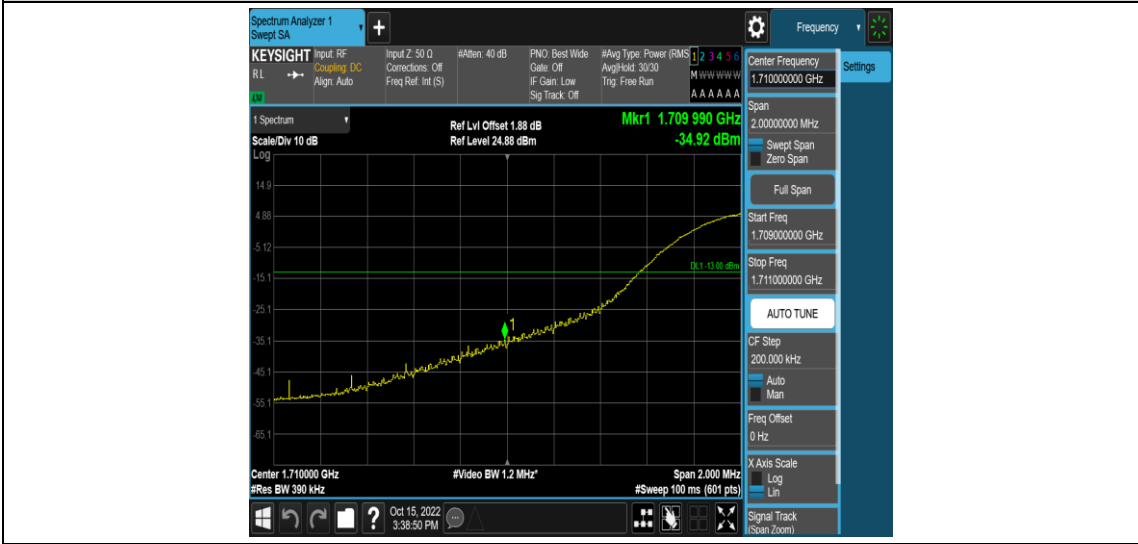 Spectrum Analyzer 1
Swept SA
Frequency
KEYSIGHT
RL
LXI
Input: RF
Coupling: DC
Align: Auto
Input Z: 50 Ω
Corrections: Off
Freq Ref: Int (S)
#Atten: 40 dB
PNO: Best Wide
Gate: Off
IF Gain: Low
Sig Track: Off
#Avg Type: Power (RMS
Avg|Hold: 30/30
Trig: Free Run
1 2 3 4 5 6
M W W W W W
A A A A A A
1 Spectrum
Scale/Div 10 dB
Log
Ref Lvl Offset 1.88 dB
Ref Level 24.88 dBm
Mkr1 1.709 990 GHz
-34.92 dBm
14.9
4.88
-5.12
-15.1
-25.1
-35.1
-45.1
-55.1
-65.1
DL1 -13.00 dBm
1
Center 1.710000 GHz
#Res BW 390 kHz
#Video BW 1.2 MHz*
Span 2.000 MHz
#Sweep 100 ms (601 pts)
Oct 15, 2022
3:38:50 PM
Center Frequency
1.710000000 GHz
Settings
Span
2.00000000 MHz
Swept Span
Zero Span
Full Span
Start Freq
1.709000000 GHz
Stop Freq
1.711000000 GHz
AUTO TUNE
CF Step
200.000 kHz
Auto
Man
Freq Offset
0 Hz
X Axis Scale
Log
Lin
Signal Track
(Span Zoom)